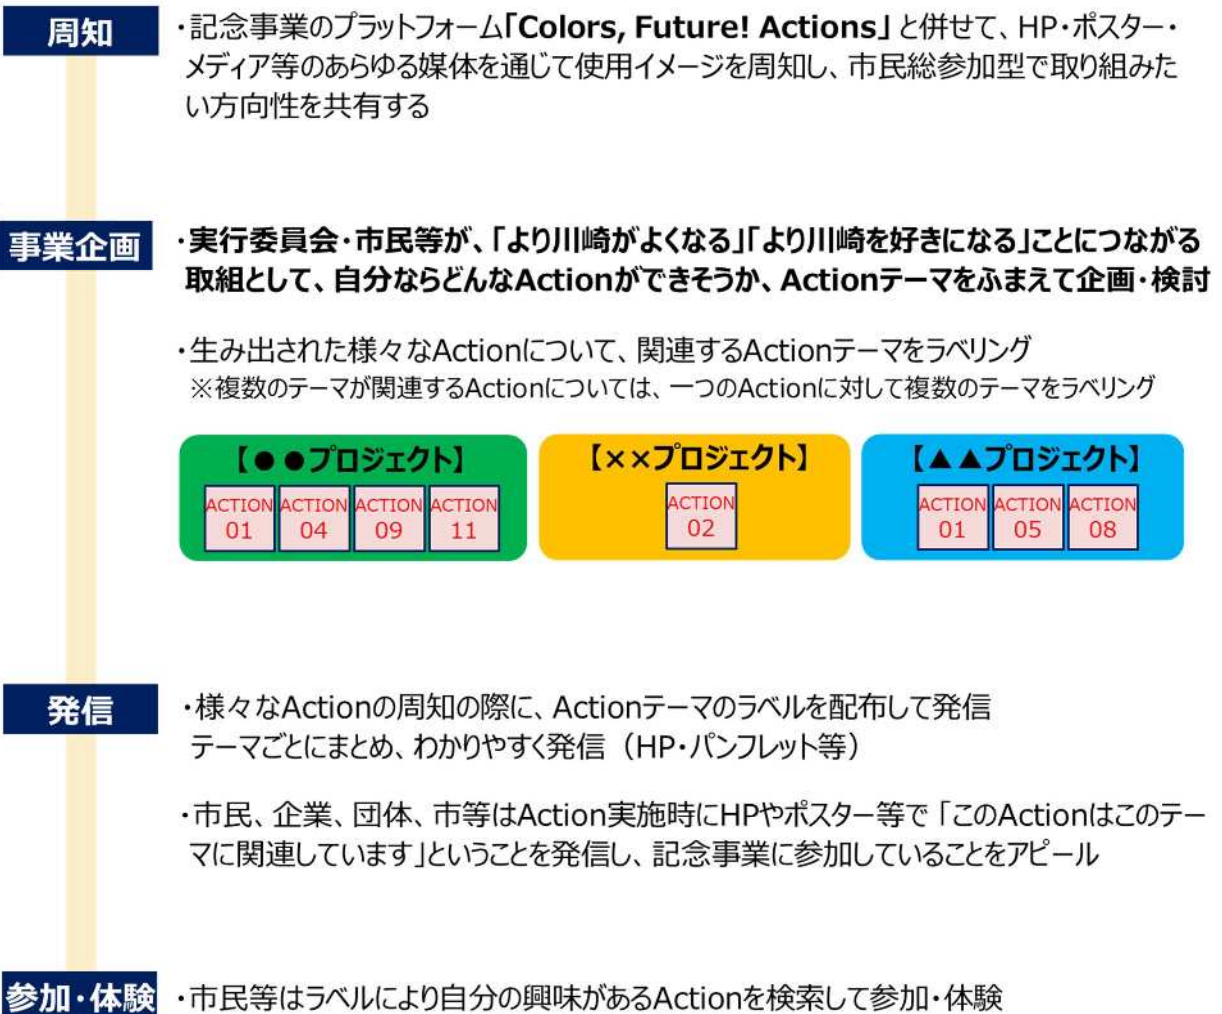 周知
・記念事業のプラットフォーム「Colors, Future! Actions」と併せて、HP・ポスター・
メディア等のあらゆる媒体を通じて使用イメージを周知し、市民総参加型で取り組みた
い方向性を共有する
事業企画
・実行委員会・市民等が、「より川崎がよくなる」「より川崎を好きになる」ことにつながる
取組として、自分ならどんなActionができそうか、Actionテーマをふまえて企画・検討
・生み出された様々なActionについて、関連するActionテーマをラベリング
※複数のテーマが関連するActionについては、一つのActionに対して複数のテーマをラベリング
【●●プロジェクト】
ACTION 01
ACTION 04
ACTION 09
ACTION 11
【××プロジェクト】
ACTION 02
【▲▲プロジェクト】
ACTION 01
ACTION 05
ACTION 08
発信
・様々なActionの周知の際に、Actionテーマのラベルを配布して発信
テーマごとにまとめ、わかりやすく発信（HP・パンフレット等）
・市民、企業、団体、市等はAction実施時にHPやポスター等で「このActionはこのテー
マに関連しています」ということを発信し、記念事業に参加していることをアピール
参加・体験
・市民等はラベルにより自分の興味があるActionを検索して参加・体験